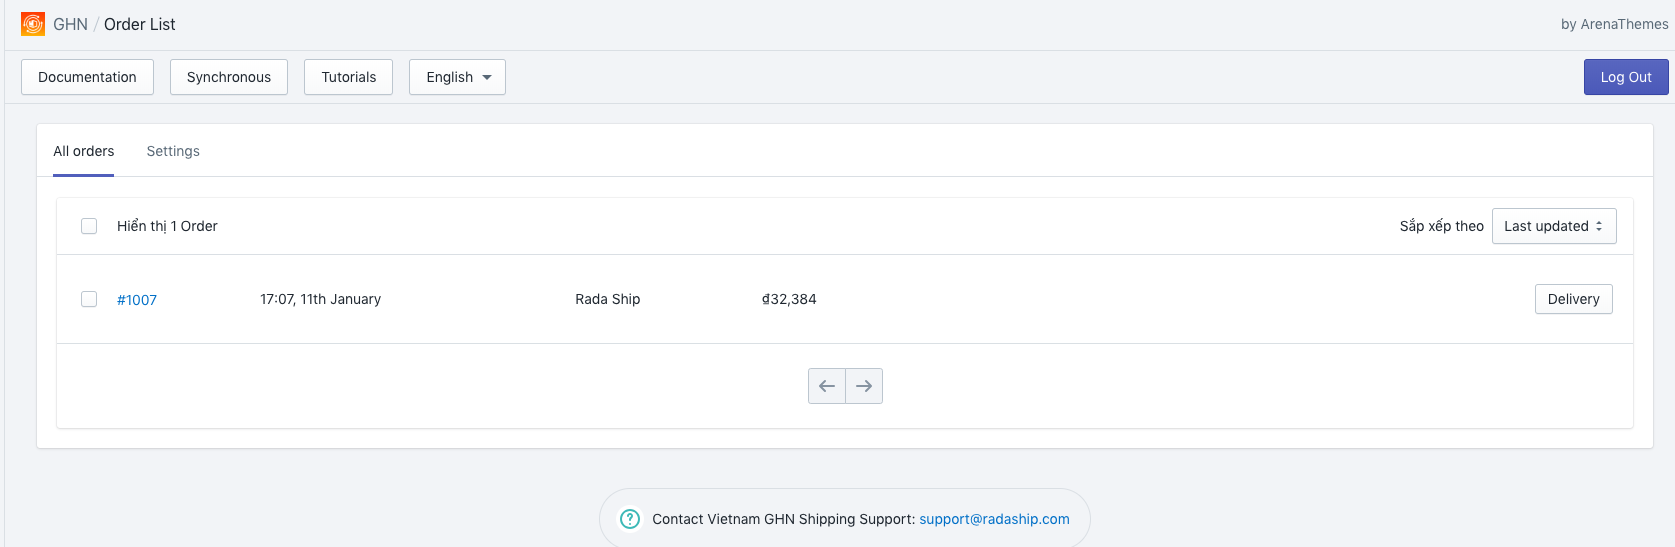 GHN / Order List
by ArenaThemes
Documentation
Synchronous
Tutorials
English
Log Out
All orders
Settings
Hiển thị 1 Order
Sắp xếp theo
Last updated
#1007
17:07, 11th January
Rada Ship
₫32,384
Delivery
Contact Vietnam GHN Shipping Support: support@radaship.com